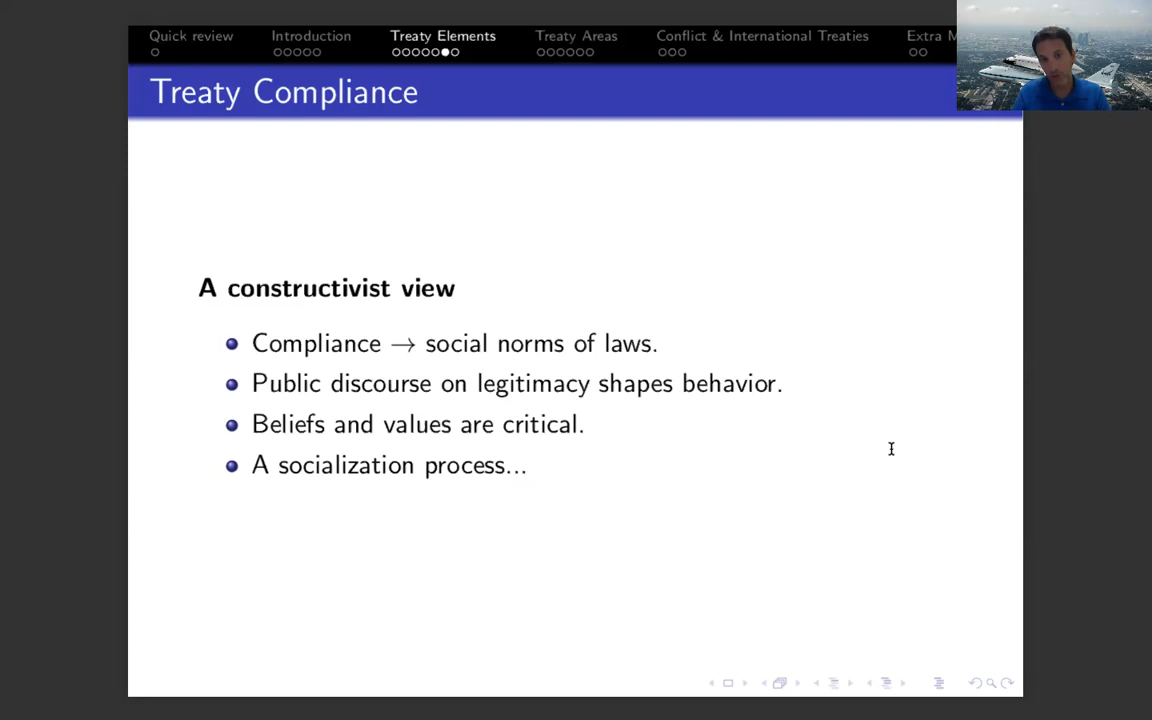 Quick review
Introduction
Treaty Elements
Treaty Areas
Conflict & International Treaties
Extra M
Treaty Compliance
A constructivist view
Compliance → social norms of laws.
Public discourse on legitimacy shapes behavior.
Beliefs and values are critical.
A socialization process...